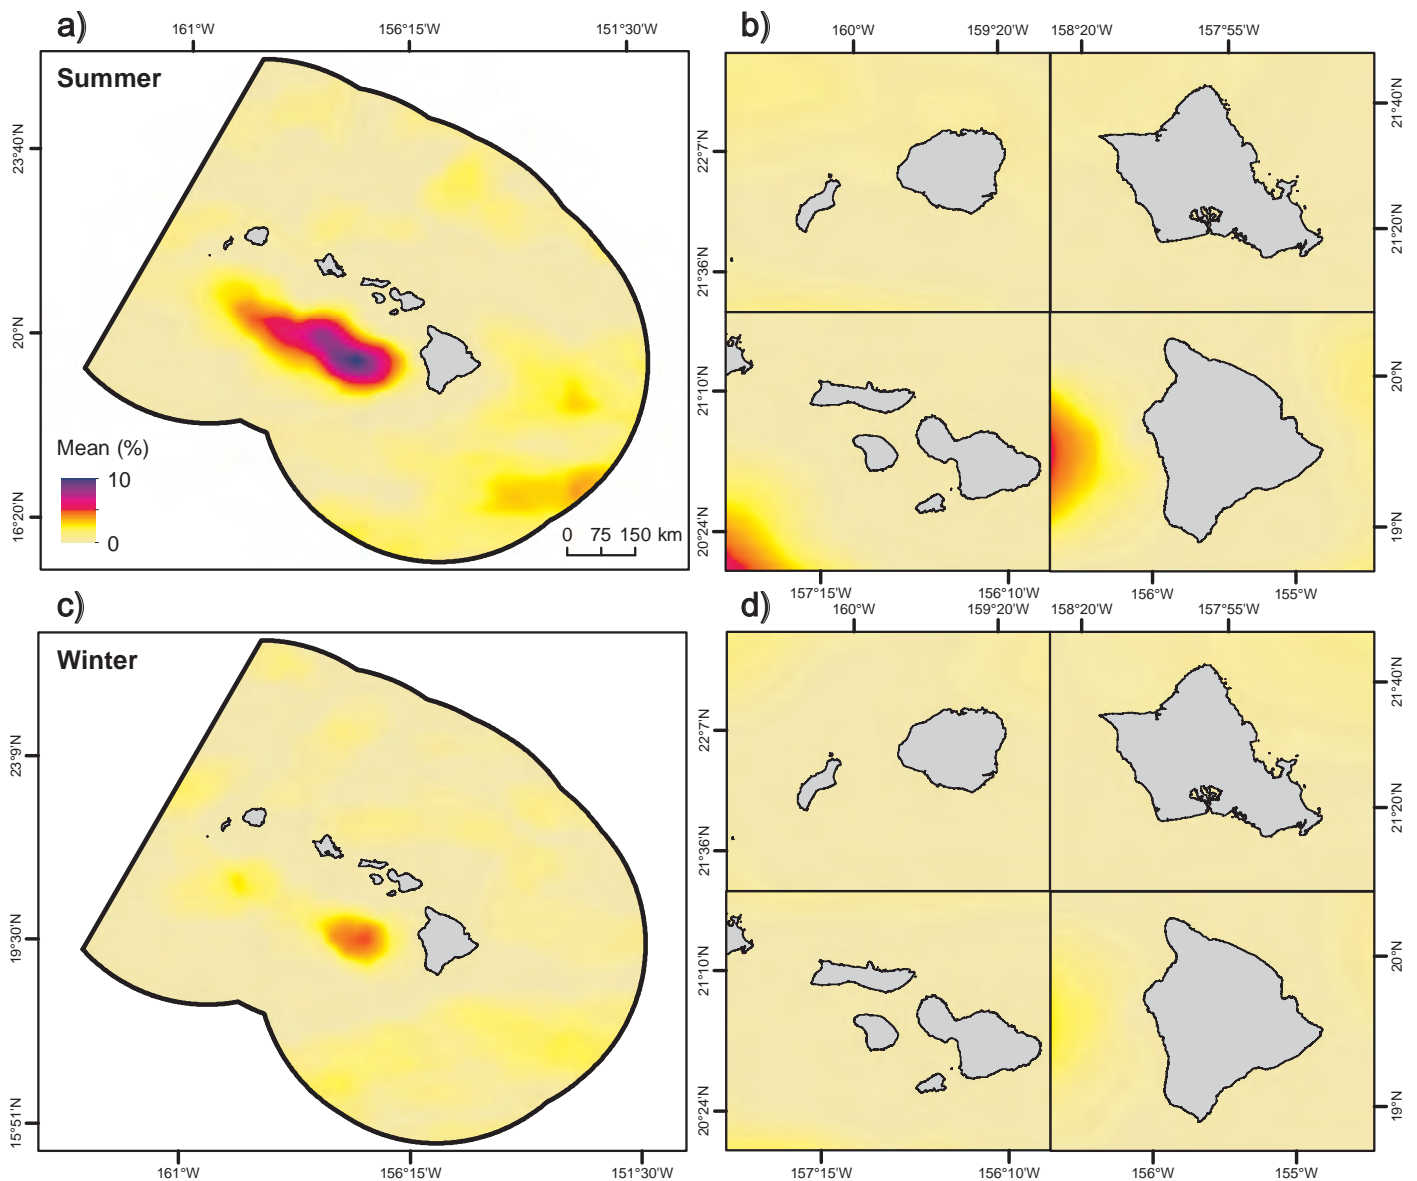 a)
161°W 156°15'W 151°30'W
Summer
23°40'N
20°N
16°20'N
Mean (%)
10
0
0 75 150 km
b)
160°W 159°20'W 158°20'W 157°55'W
22°7'N
21°36'N
21°40'N
21°20'N
21°10'N
20°24'N
20°N
19°N
157°15'W 156°10'W 156°W 155°W
c)
Winter
23°9'N
19°30'N
15°51'N
161°W 156°15'W 151°30'W
d)
160°W 159°20'W 158°20'W 157°55'W
22°7'N
21°36'N
21°40'N
21°20'N
21°10'N
20°24'N
20°N
19°N
157°15'W 156°10'W 156°W 155°W